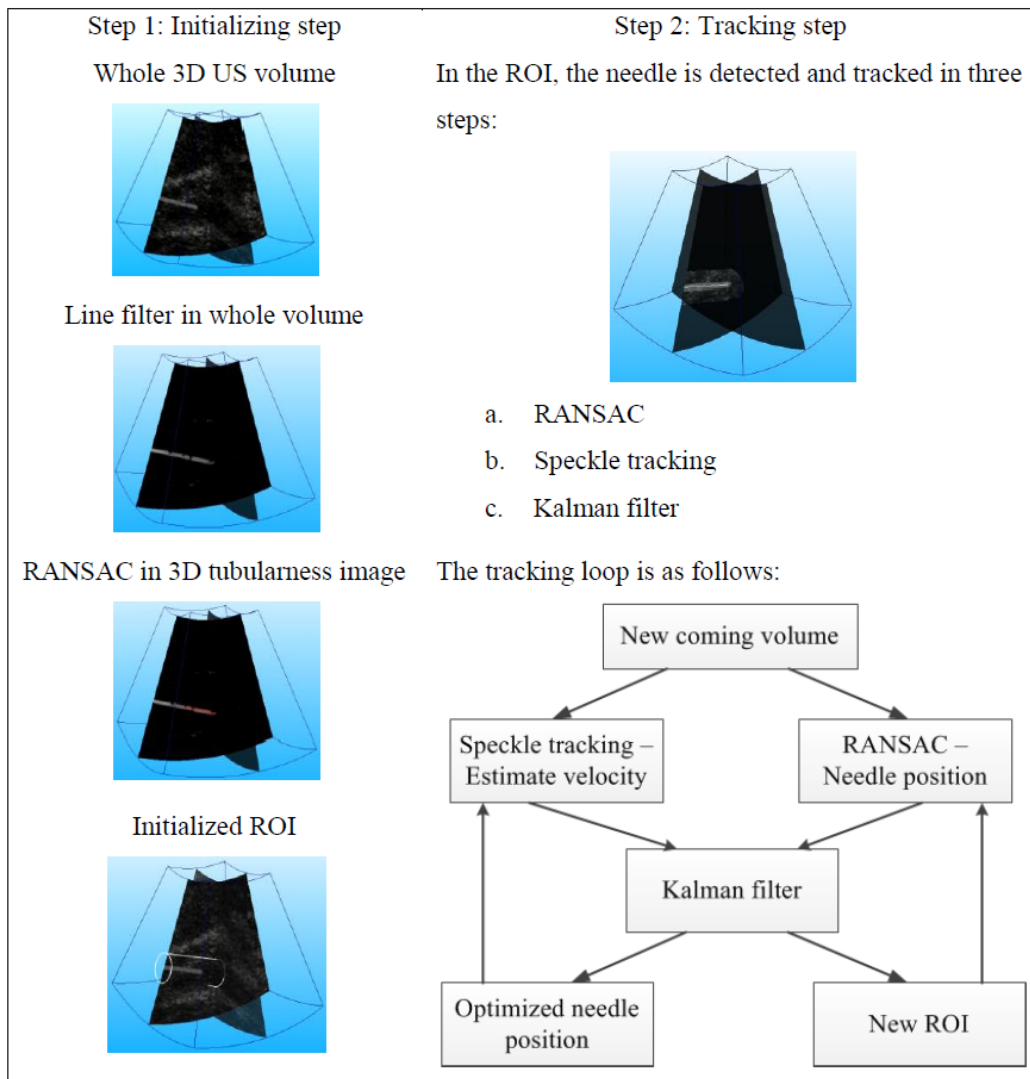 Step 1: Initializing step
Whole 3D US volume
Line filter in whole volume
RANSAC in 3D tubularness image
Initialized ROI
Step 2: Tracking step
In the ROI, the needle is detected and tracked in three
steps:
a. RANSAC
b. Speckle tracking
c. Kalman filter
The tracking loop is as follows:
New coming volume
Speckle tracking –
Estimate velocity
RANSAC –
Needle position
Kalman filter
Optimized needle
position
New ROI